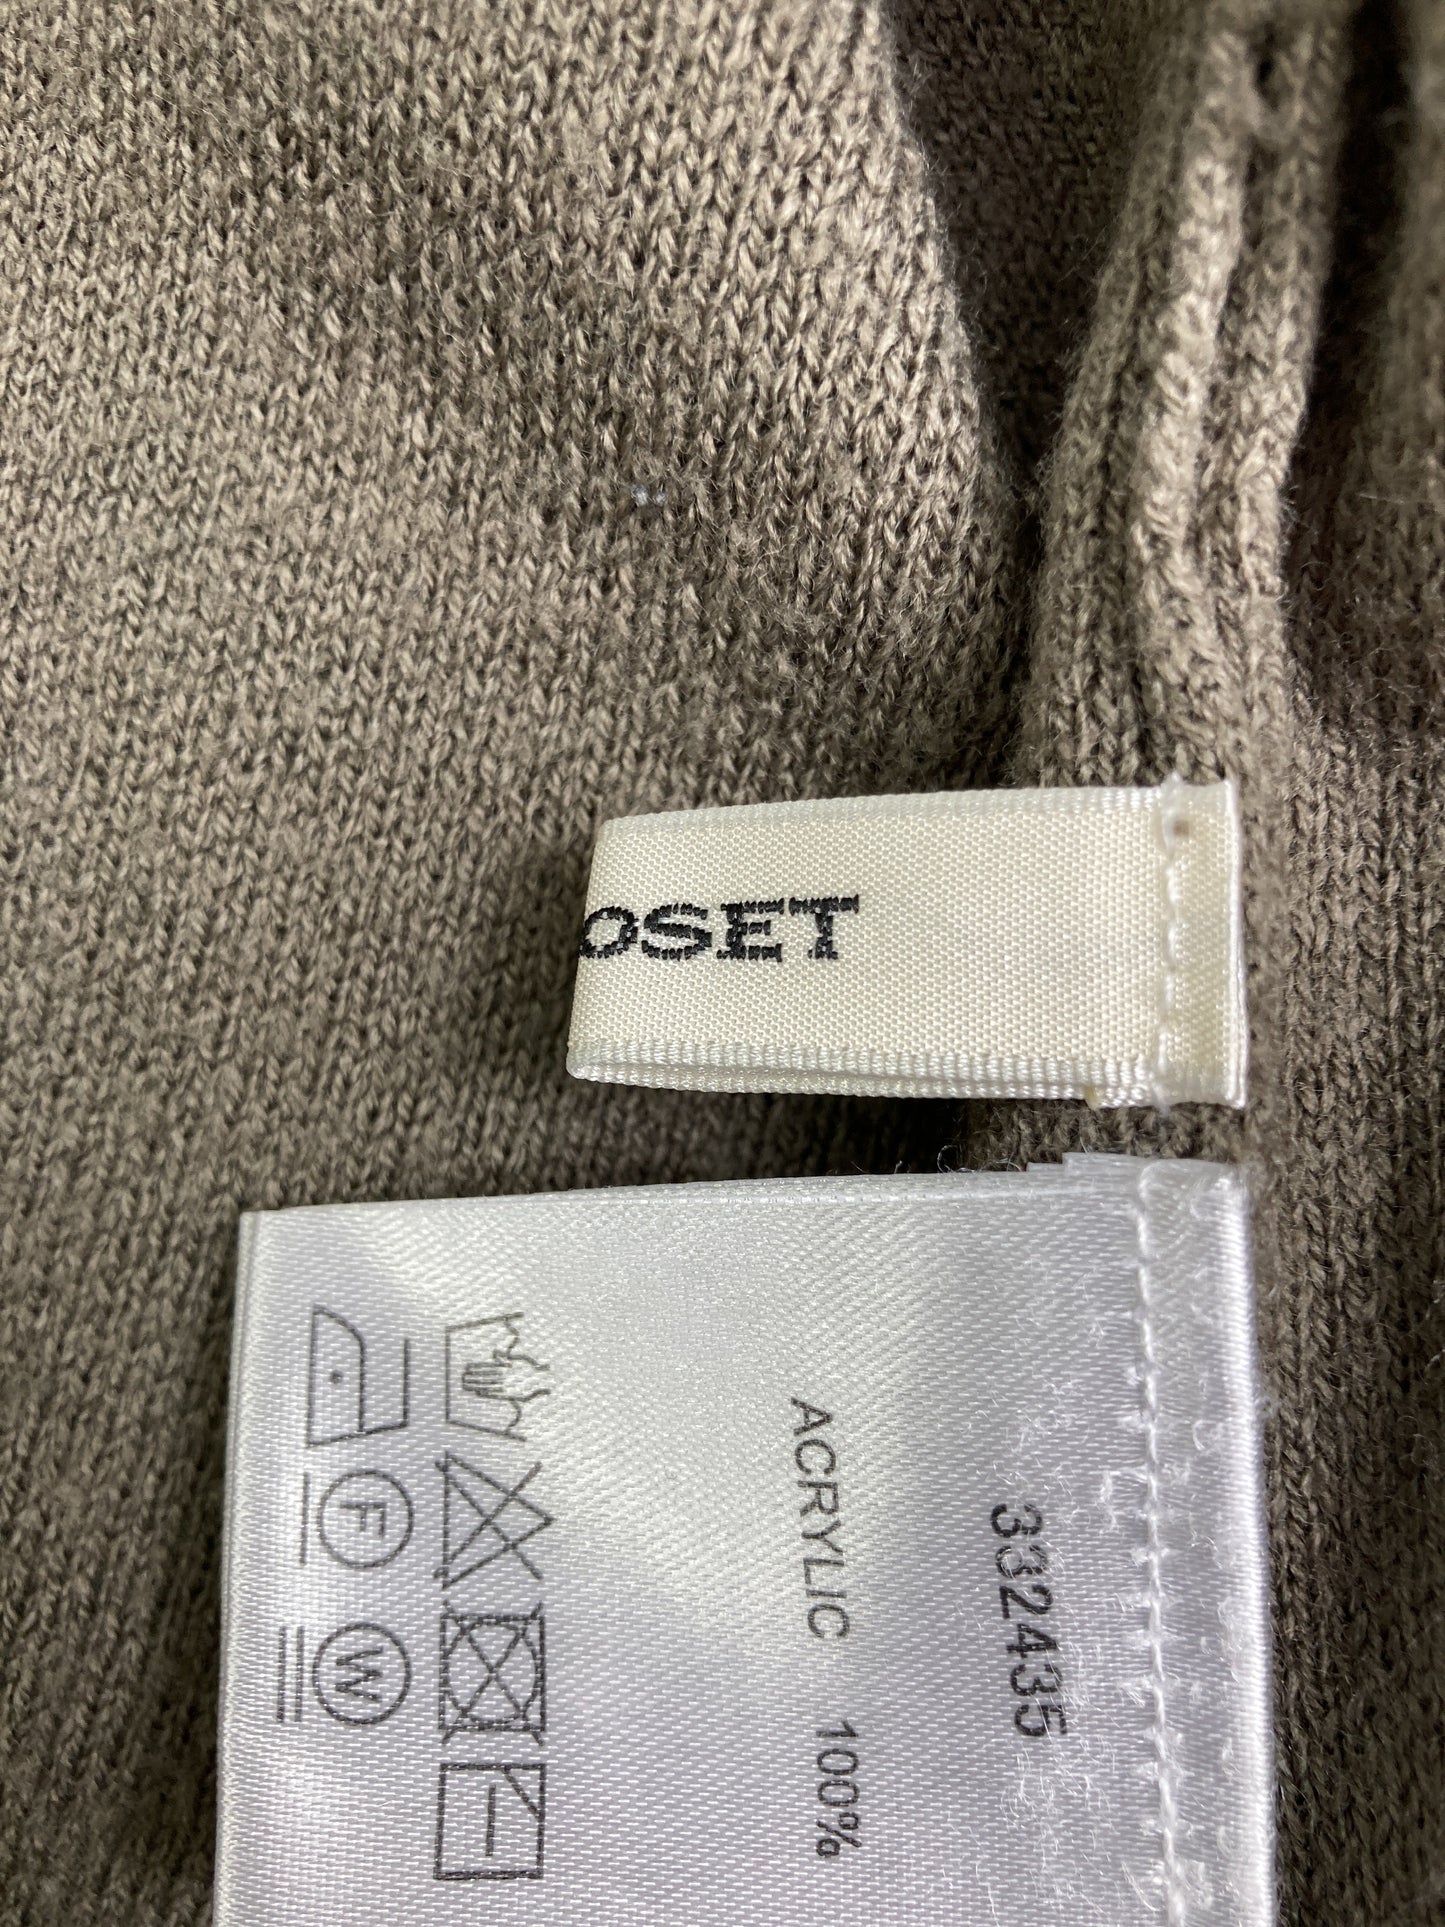 OSET
332435
ACRYLIC 100%
F
W